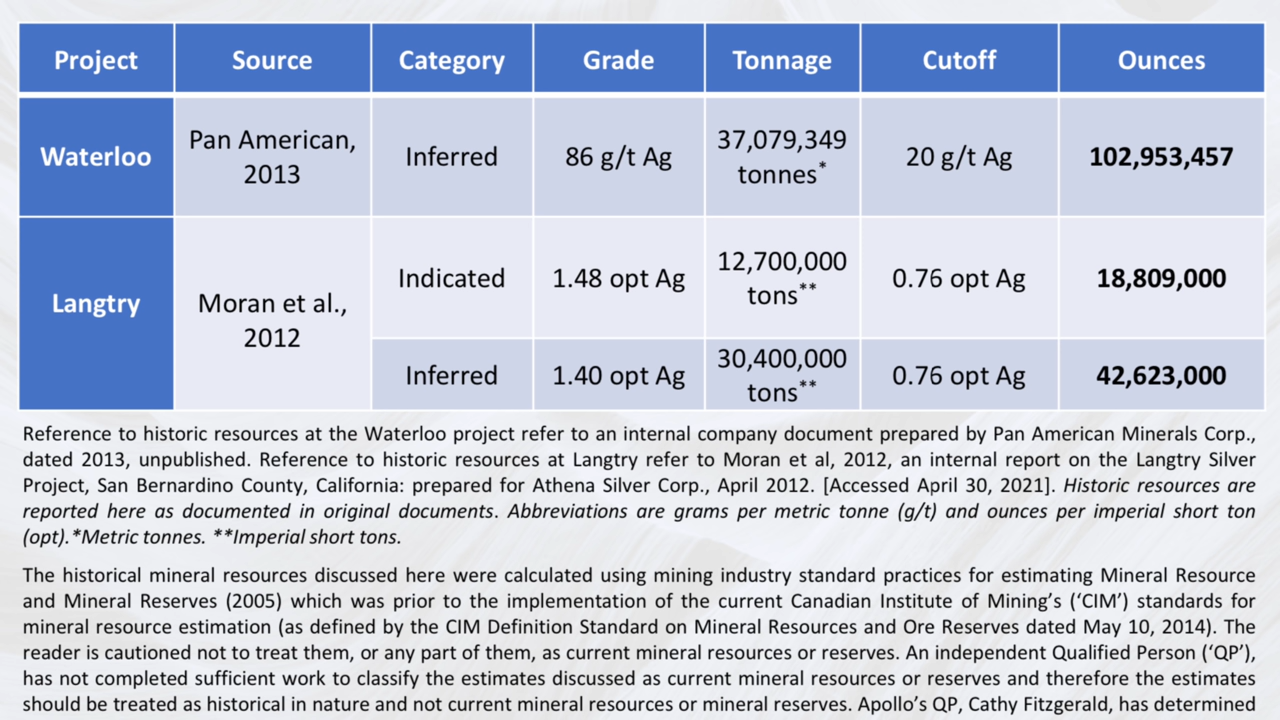 Project Source Category Grade Tonnage Cutoff Ounces
Waterloo Pan American, 2013 Inferred 86 g/t Ag 37,079,349 tonnes* 20 g/t Ag 102,953,457
Langtry Moran et al., 2012 Indicated 1.48 opt Ag 12,700,000 tons** 0.76 opt Ag 18,809,000
Inferred 1.40 opt Ag 30,400,000 tons** 0.76 opt Ag 42,623,000
Reference to historic resources at the Waterloo project refer to an internal company document prepared by Pan American Minerals Corp.,
dated 2013, unpublished. Reference to historic resources at Langtry refer to Moran et al, 2012, an internal report on the Langtry Silver
Project, San Bernardino County, California: prepared for Athena Silver Corp., April 2012. [Accessed April 30, 2021]. Historic resources are
reported here as documented in original documents. Abbreviations are grams per metric tonne (g/t) and ounces per imperial short ton
(opt).*Metric tonnes. **Imperial short tons.
The historical mineral resources discussed here were calculated using mining industry standard practices for estimating Mineral Resource
and Mineral Reserves (2005) which was prior to the implementation of the current Canadian Institute of Mining’s (‘CIM’) standards for
mineral resource estimation (as defined by the CIM Definition Standard on Mineral Resources and Ore Reserves dated May 10, 2014). The
reader is cautioned not to treat them, or any part of them, as current mineral resources or reserves. An independent Qualified Person (‘QP’),
has not completed sufficient work to classify the estimates discussed as current mineral resources or reserves and therefore the estimates
should be treated as historical in nature and not current mineral resources or mineral reserves. Apollo’s QP, Cathy Fitzgerald, has determined